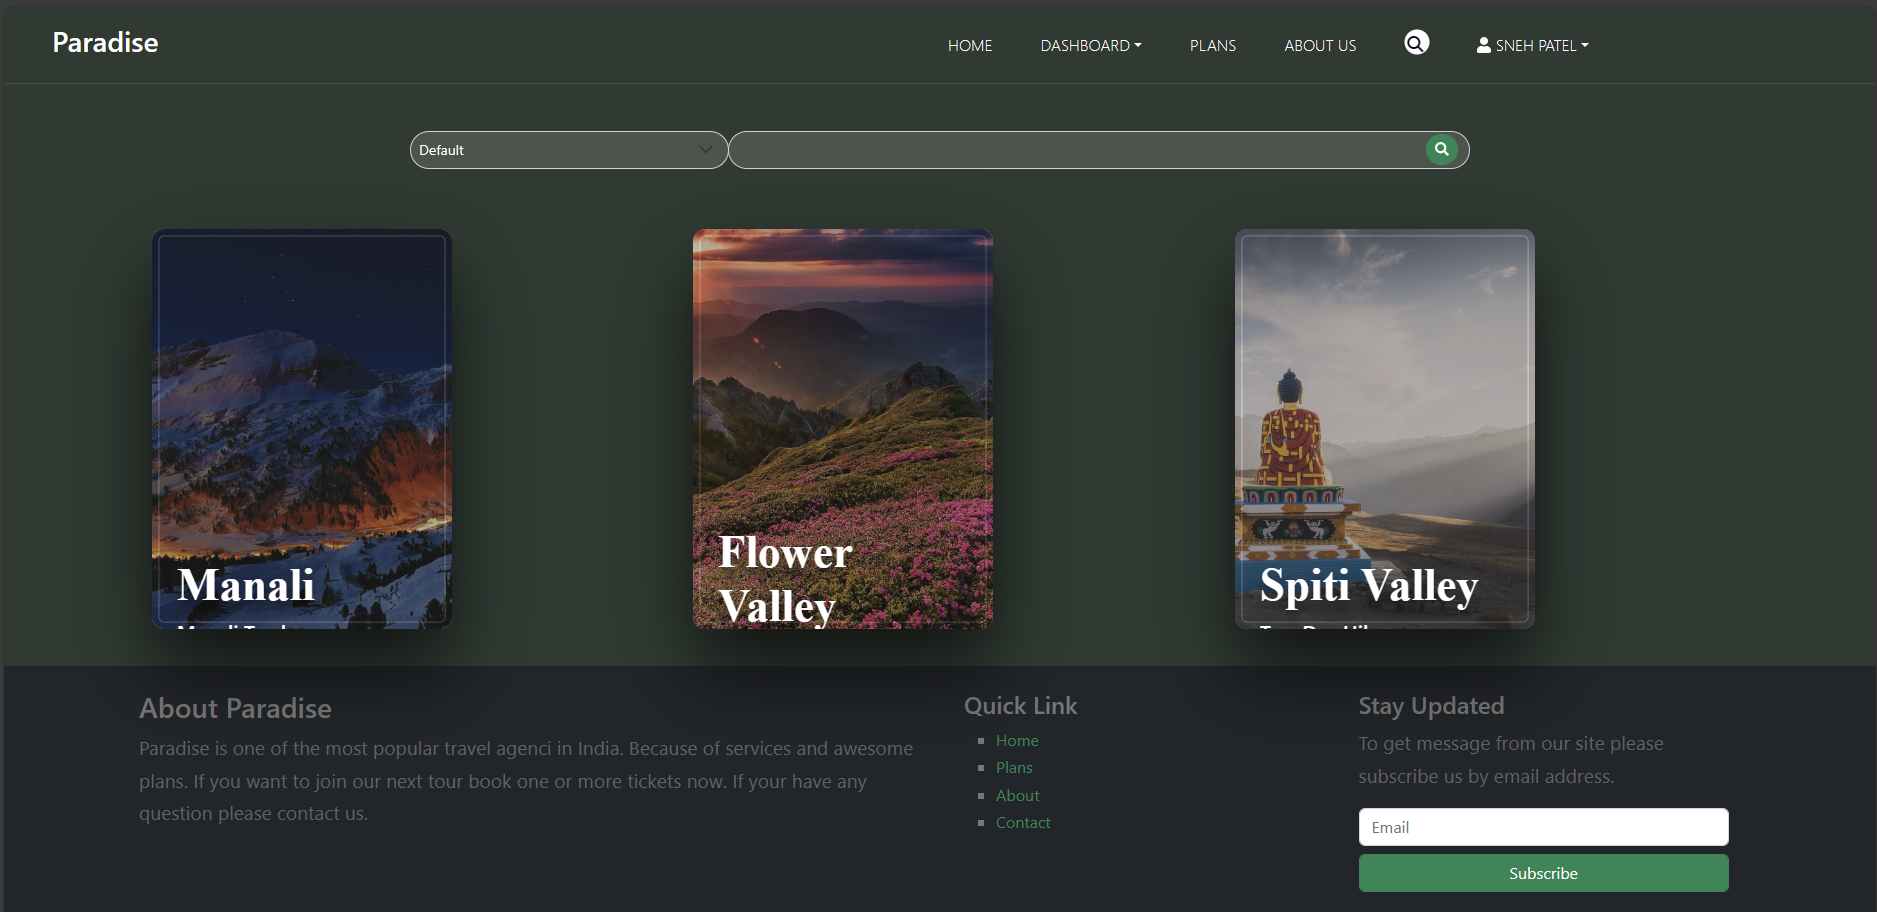 Paradise
HOME
DASHBOARD
PLANS
ABOUT US
SNEH PATEL
Default
Manali
Flower
Valley
Spiti Valley
About Paradise
Paradise is one of the most popular travel agenci in India. Because of services and awesome
plans. If you want to join our next tour book one or more tickets now. If your have any
question please contact us.
Quick Link
Home
Plans
About
Contact
Stay Updated
To get message from our site please
subscribe us by email address.
Email
Subscribe